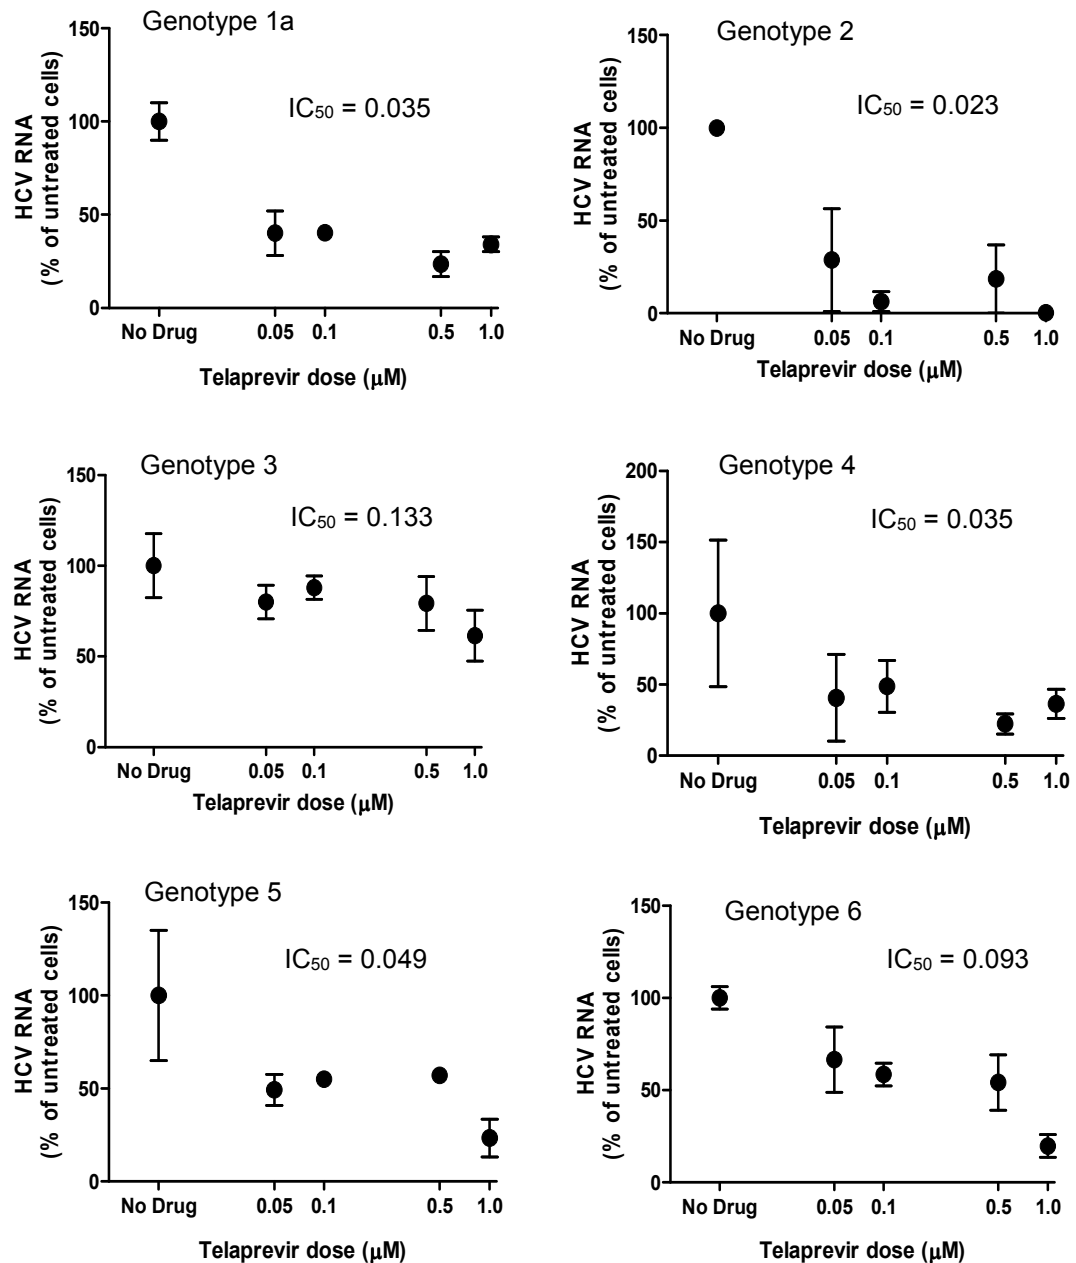 Genotype 1a
HCV RNA
(% of untreated cells)
150
100
50
0
IC₅₀ = 0.035
No Drug 0.05 0.1 0.5 1.0
Telaprevir dose (μM)
Genotype 2
HCV RNA
(% of untreated cells)
150
100
50
0
IC₅₀ = 0.023
No Drug 0.05 0.1 0.5 1.0
Telaprevir dose (μM)
Genotype 3
HCV RNA
(% of untreated cells)
150
100
50
0
IC₅₀ = 0.133
No Drug 0.05 0.1 0.5 1.0
Telaprevir dose (μM)
Genotype 4
HCV RNA
(% of untreated cells)
200
150
100
50
0
IC₅₀ = 0.035
No Drug 0.05 0.1 0.5 1.0
Telaprevir dose (μM)
Genotype 5
HCV RNA
(% of untreated cells)
150
100
50
0
IC₅₀ = 0.049
No Drug 0.05 0.1 0.5 1.0
Telaprevir dose (μM)
Genotype 6
HCV RNA
(% of untreated cells)
150
100
50
0
IC₅₀ = 0.093
No Drug 0.05 0.1 0.5 1.0
Telaprevir dose (μM)